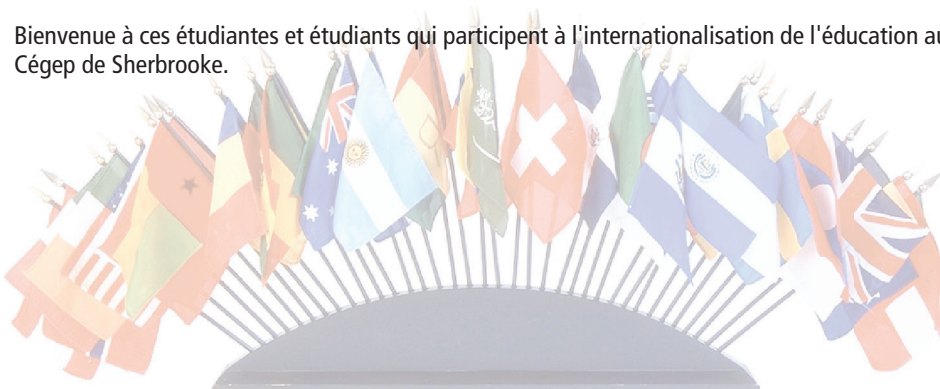 Bienvenue à ces étudiantes et étudiants qui participent à l'internationalisation de l'éducation au
Cégep de Sherbrooke.